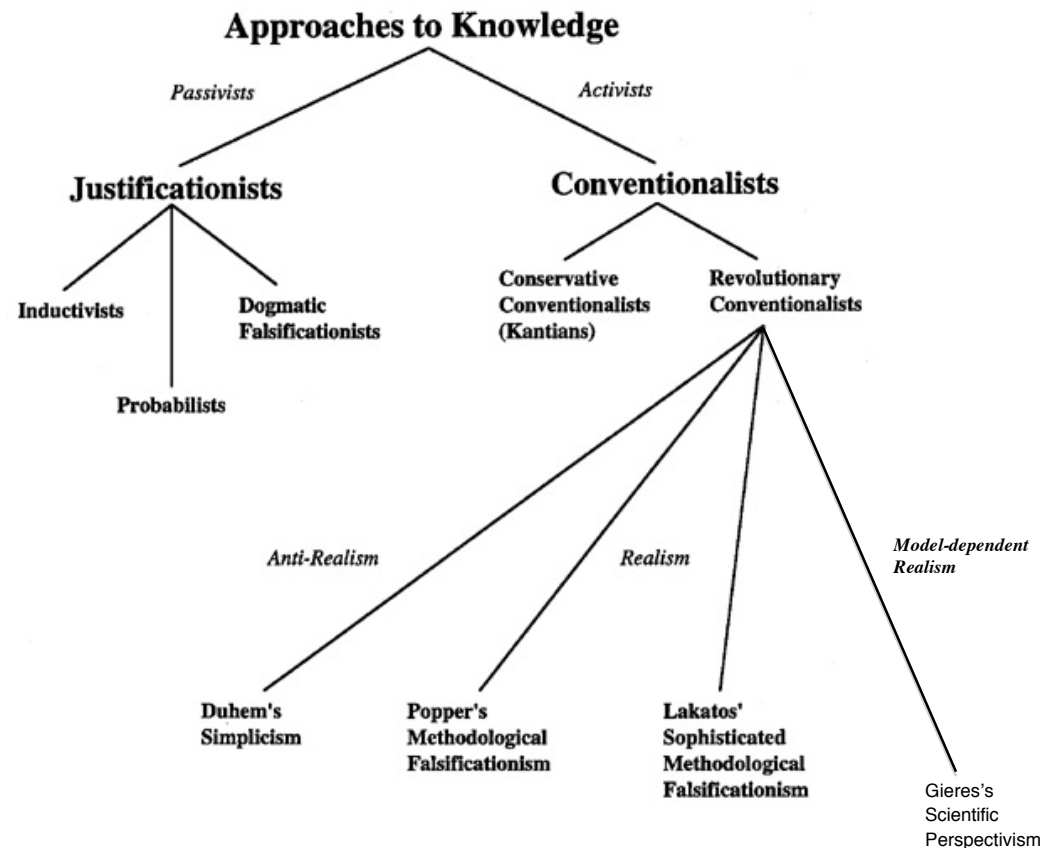 Approaches to Knowledge
Passivists
Activists
Justificationists
Conventionalists
Inductivists
Dogmatic
Falsificationists
Probabilists
Conservative
Conventionalists
(Kantians)
Revolutionary
Conventionalists
Anti-Realism
Realism
Model-dependent
Realism
Duhem's
Simplicism
Popper's
Methodological
Falsificationism
Lakatos'
Sophisticated
Methodological
Falsificationism
Gieres's
Scientific
Perspectivism